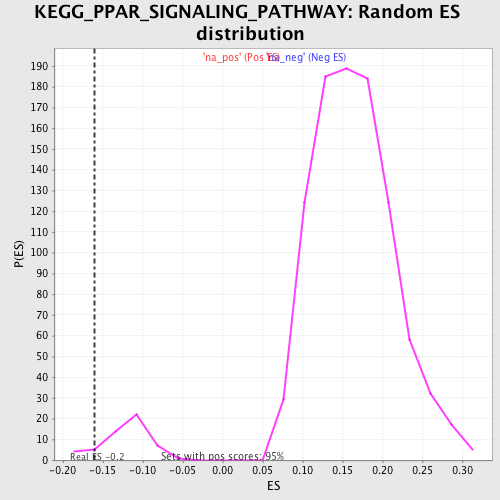 KEGG_PPAR_SIGNALING_PATHWAY: Random ES
distribution
'na_pos' (Pos ES)
'na_neg' (Neg ES)
190
180
170
160
150
140
130
120
110
100
90
80
70
60
50
40
30
20
10
0
P(ES)
Real ES -0.2
Sets with pos scores: 95%
-0.20 -0.15 -0.10 -0.05 0.00 0.05 0.10 0.15 0.20 0.25 0.30
ES